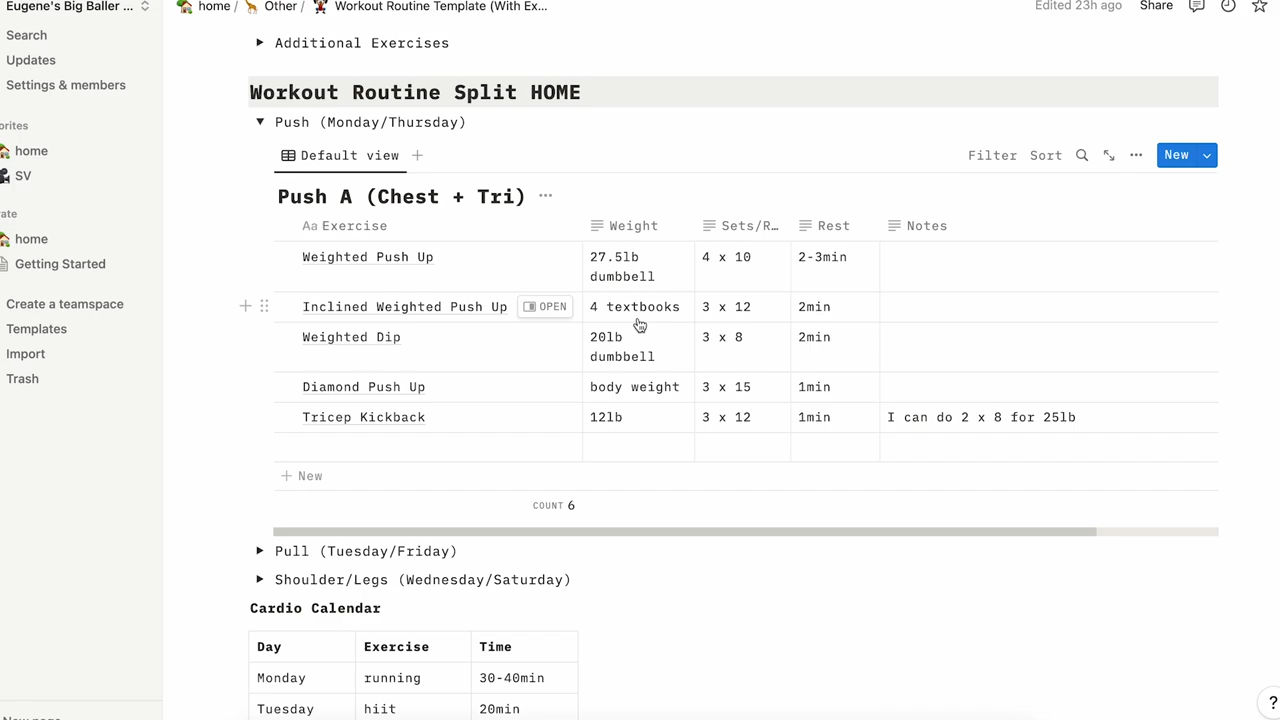 Eugene's Big Baller ...
home / Other / Workout Routine Template (With Ex...
Edited 23h ago Share
Search
Updates
Settings & members
orites
home
SV
ate
home
Getting Started
Create a teamspace
Templates
Import
Trash
New page
Additional Exercises
Workout Routine Split HOME
Push (Monday/Thursday)
Default view
Filter Sort New
Push A (Chest + Tri) ...
Aa Exercise Weight Sets/R... Rest Notes
Weighted Push Up 27.5lb dumbbell 4 x 10 2-3min
Inclined Weighted Push Up OPEN 4 textbooks 3 x 12 2min
Weighted Dip 20lb dumbbell 3 x 8 2min
Diamond Push Up body weight 3 x 15 1min
Tricep Kickback 12lb 3 x 12 1min I can do 2 x 8 for 25lb
+ New
COUNT 6
Pull (Tuesday/Friday)
Shoulder/Legs (Wednesday/Saturday)
Cardio Calendar
Day Exercise Time
Monday running 30-40min
Tuesday hiit 20min
?